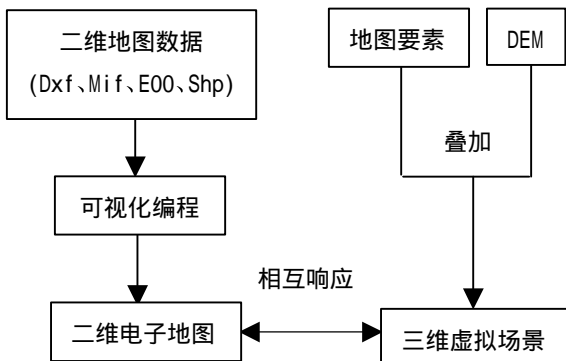 二维地图数据
(Dxf、Mif、E00、Shp)
地图要素
DEM
叠加
可视化编程
相互响应
二维电子地图
三维虚拟场景